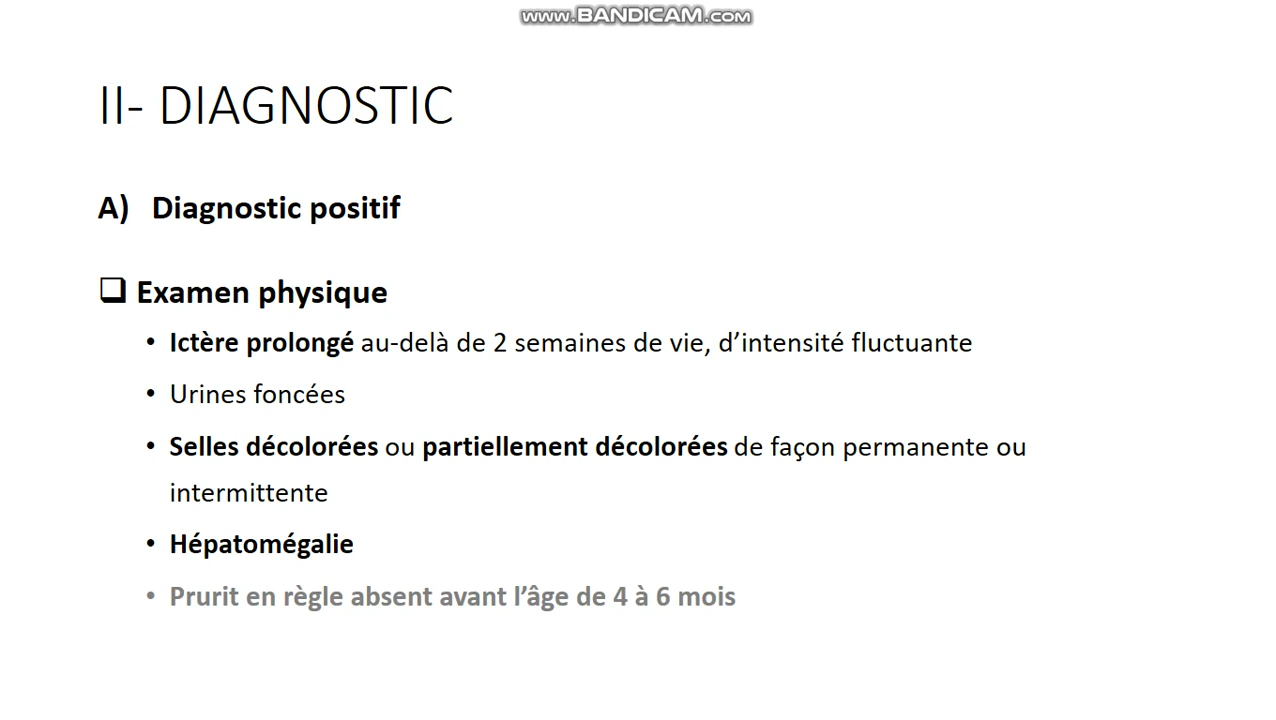 www.BANDICAM.com
II- DIAGNOSTIC
A) Diagnostic positif
❑ Examen physique
• Ictère prolongé au-delà de 2 semaines de vie, d’intensité fluctuante
• Urines foncées
• Selles décolorées ou partiellement décolorées de façon permanente ou
intermittente
• Hépatomégalie
• Prurit en règle absent avant l’âge de 4 à 6 mois